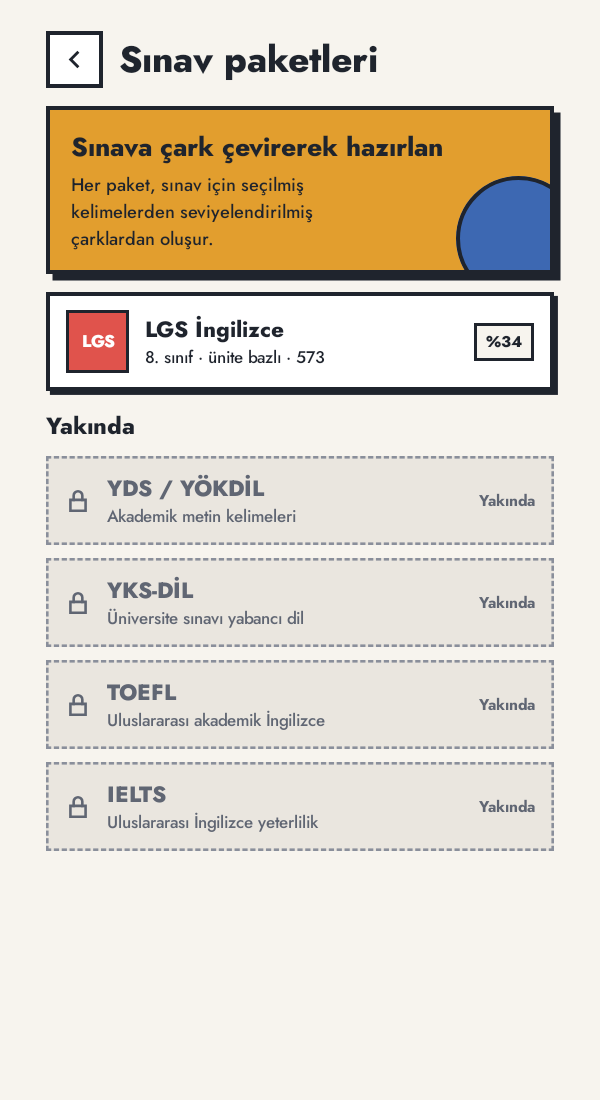 Sınav paketleri
Sınava çark çevirerek hazırlan
Her paket, sınav için seçilmiş
kelimelerden seviyelendirilmiş
çarklardan oluşur.
LGS
LGS İngilizce
8. sınıf · ünite bazlı · 573
%34
Yakında
YDS / YÖKDİL
Akademik metin kelimeleri
Yakında
YKS-DİL
Üniversite sınavı yabancı dil
Yakında
TOEFL
Uluslararası akademik İngilizce
Yakında
IELTS
Uluslararası İngilizce yeterlilik
Yakında